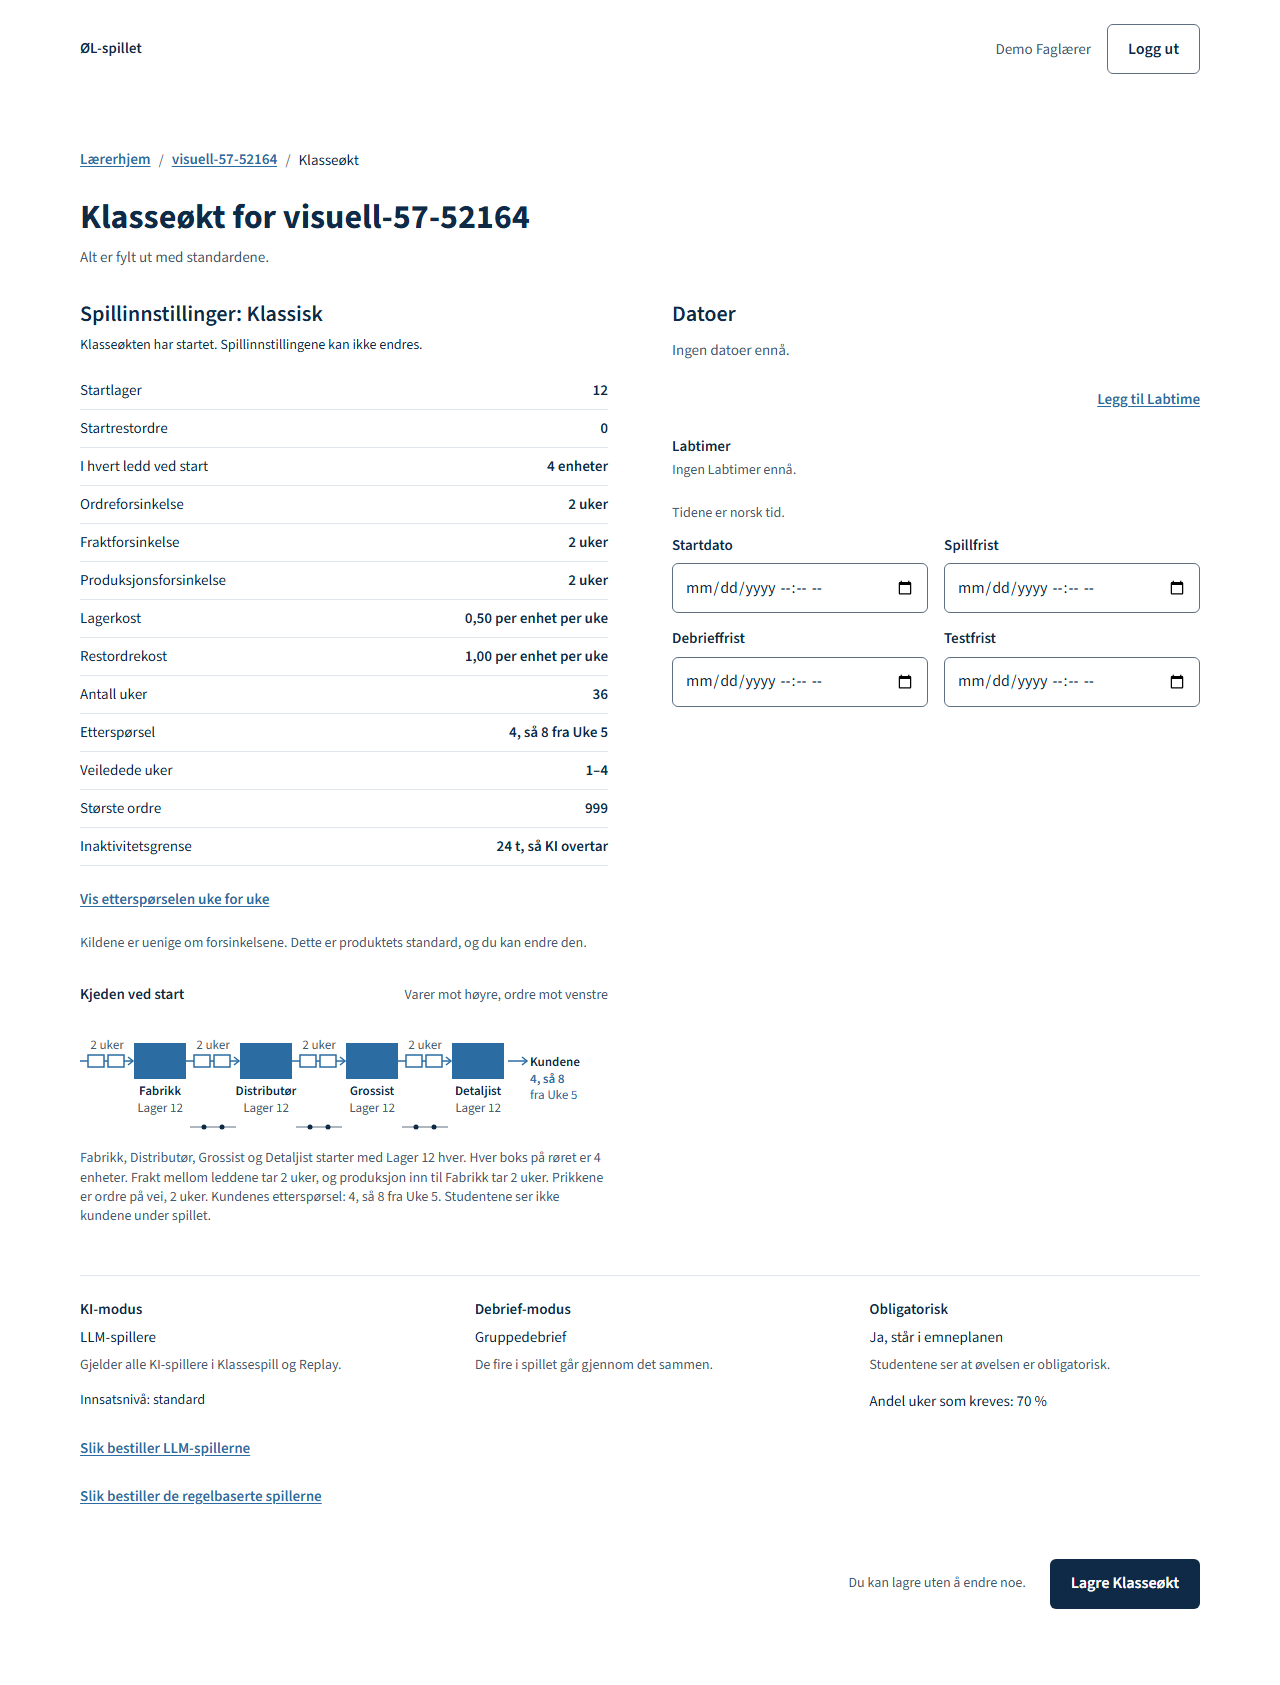 ØL-spillet
Demo Faglærer
Logg ut
Lærerhjem / visuell-57-52164 / Klasseøkt
Klasseøkt for visuell-57-52164
Alt er fylt ut med standardene.
Spillinnstillinger: Klassisk
Klasseøkten har startet. Spillinnstillingene kan ikke endres.
Startlager 12
Startrestordre 0
I hvert ledd ved start 4 enheter
Ordreforsinkelse 2 uker
Fraktforsinkelse 2 uker
Produksjonsforsinkelse 2 uker
Lagerkost 0,50 per enhet per uke
Restordrekost 1,00 per enhet per uke
Antall uker 36
Etterspørsel 4, så 8 fra Uke 5
Veiledede uker 1–4
Største ordre 999
Inaktivitetsgrense 24 t, så KI overtar
Vis etterspørselen uke for uke
Kildene er uenige om forsinkelsene. Dette er produktets standard, og du kan endre den.
Kjeden ved start
Varer mot høyre, ordre mot venstre
2 uker 2 uker 2 uker 2 uker
Kundene
4, så 8
fra Uke 5
Fabrikk Distributør Grossist Detaljist
Lager 12 Lager 12 Lager 12 Lager 12
Fabrikk, Distributør, Grossist og Detaljist starter med Lager 12 hver. Hver boks på røret er 4
enheter. Frakt mellom leddene tar 2 uker, og produksjon inn til Fabrikk tar 2 uker. Prikkene
er ordre på vei, 2 uker. Kundenes etterspørsel: 4, så 8 fra Uke 5. Studentene ser ikke
kundene under spillet.
Datoer
Ingen datoer ennå.
Legg til Labtime
Labtimer
Ingen Labtimer ennå.
Tidene er norsk tid.
Startdato Spillfrist
mm/dd/yyyy --:-- -- mm/dd/yyyy --:-- --
Debrieffrist Testfrist
mm/dd/yyyy --:-- -- mm/dd/yyyy --:-- --
KI-modus
LLM-spillere
Gjelder alle KI-spillere i Klassespill og Replay.
Innsatsnivå: standard
Slik bestiller LLM-spillerne
Slik bestiller de regelbaserte spillerne
Debrief-modus
Gruppedebrief
De fire i spillet går gjennom det sammen.
Obligatorisk
Ja, står i emneplanen
Studentene ser at øvelsen er obligatorisk.
Andel uker som kreves: 70 %
Du kan lagre uten å endre noe.
Lagre Klasseøkt